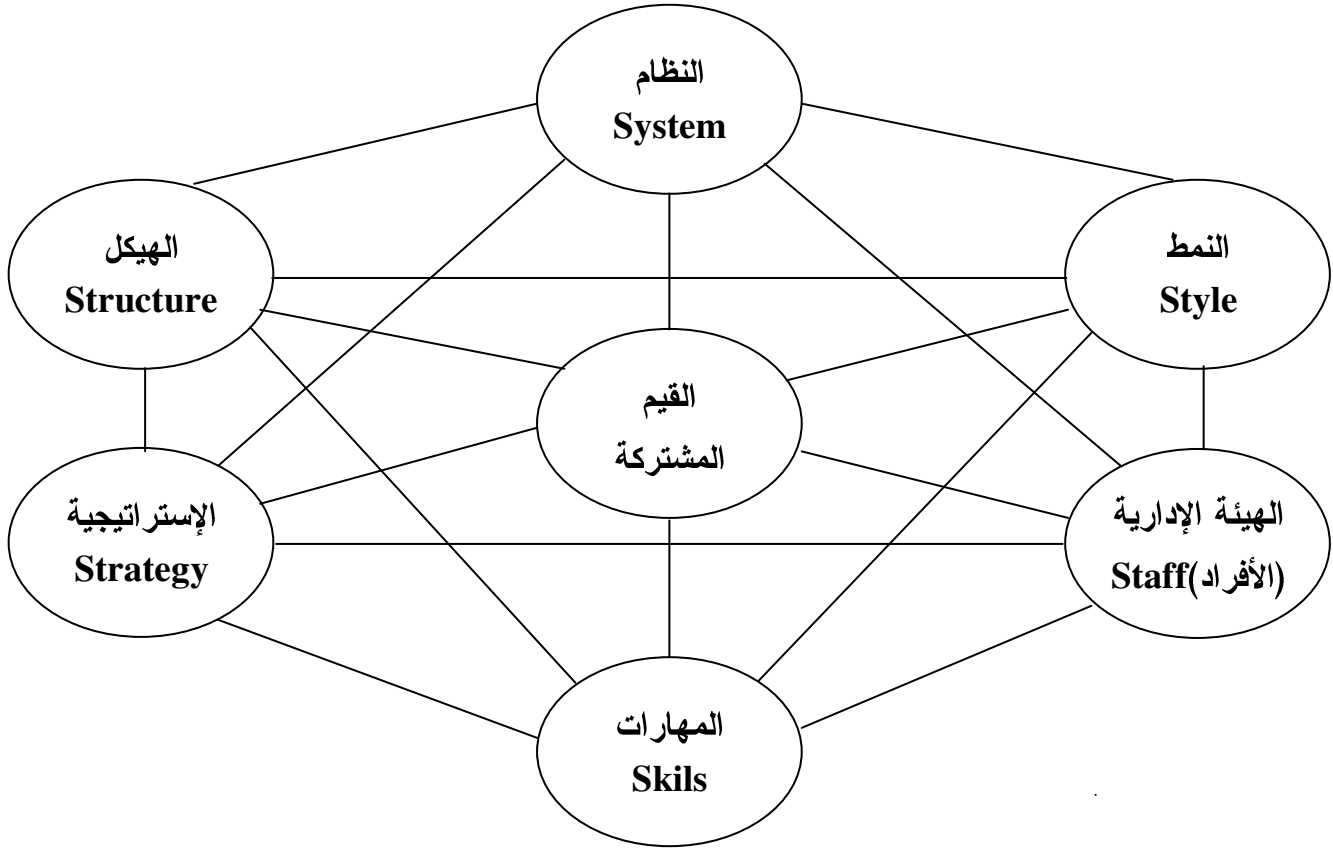 النظام
System
الهيكل
Structure
النمط
Style
القيم
المشتركة
الإستراتيجية
Strategy
الهيئة الإدارية
(الأفراد)Staff
المهارات
Skils